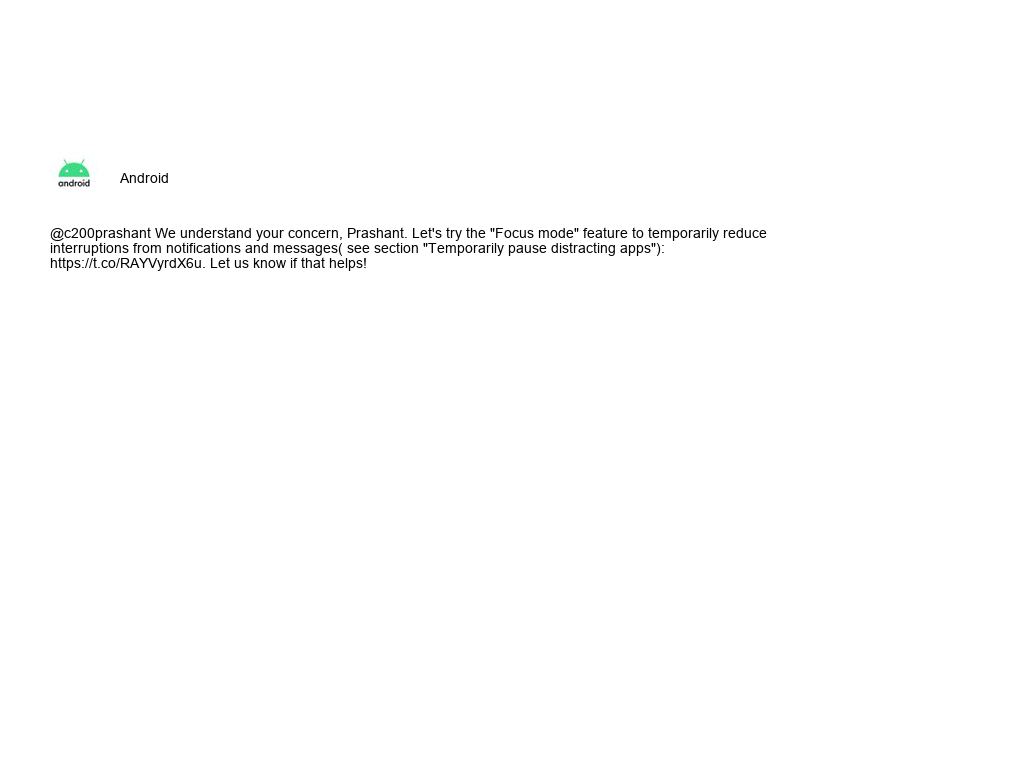 android
Android
@c200prashant We understand your concern, Prashant. Let's try the "Focus mode" feature to temporarily reduce
interruptions from notifications and messages( see section "Temporarily pause distracting apps"):
https://t.co/RAYVyrdX6u. Let us know if that helps!